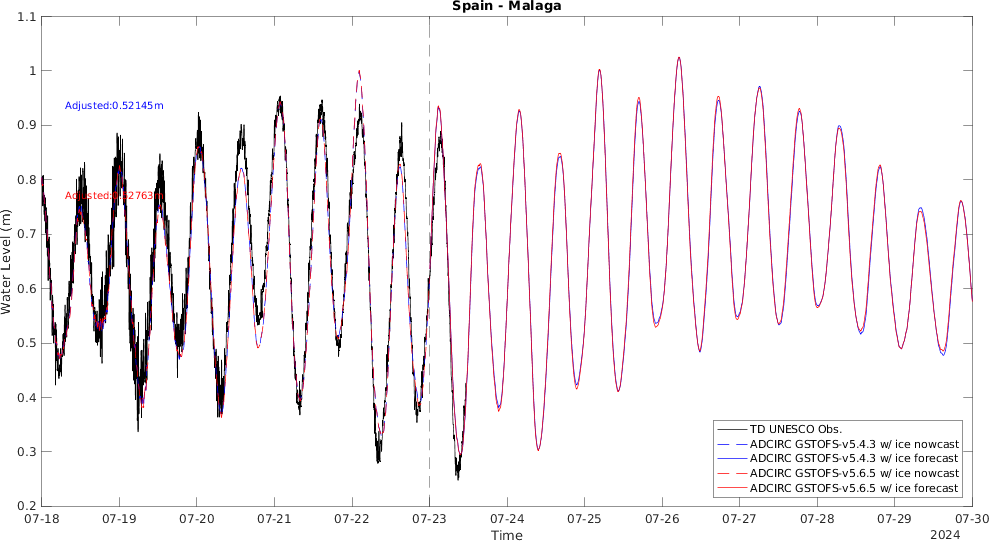 Spain - Malaga
1.1
1
0.9
0.8
0.7
0.6
0.5
0.4
0.3
0.2
Water Level (m)
Adjusted:0.52145m
07-18
07-19
07-20
07-21
07-22
07-23
07-24
07-25
07-26
07-27
07-28
07-29
07-30
Time
2024
TD UNESCO Obs.
ADCIRC GSTOFS-v5.4.3 w/ ice nowcast
ADCIRC GSTOFS-v5.4.3 w/ ice forecast
ADCIRC GSTOFS-v5.6.5 w/ ice nowcast
ADCIRC GSTOFS-v5.6.5 w/ ice forecast